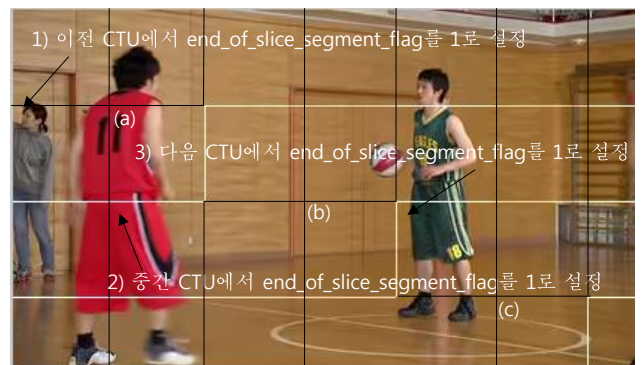 1) 이전 CTU에서 end_of_slice_segment_flag를 1로 설정
(a)
11
3) 다음 CTU에서 end_of_slice_segment_flag를 1로 설정
EAGLES
(b)
18
2) 중간 CTU에서 end_of_slice_segment_flag를 1로 설정
(c)